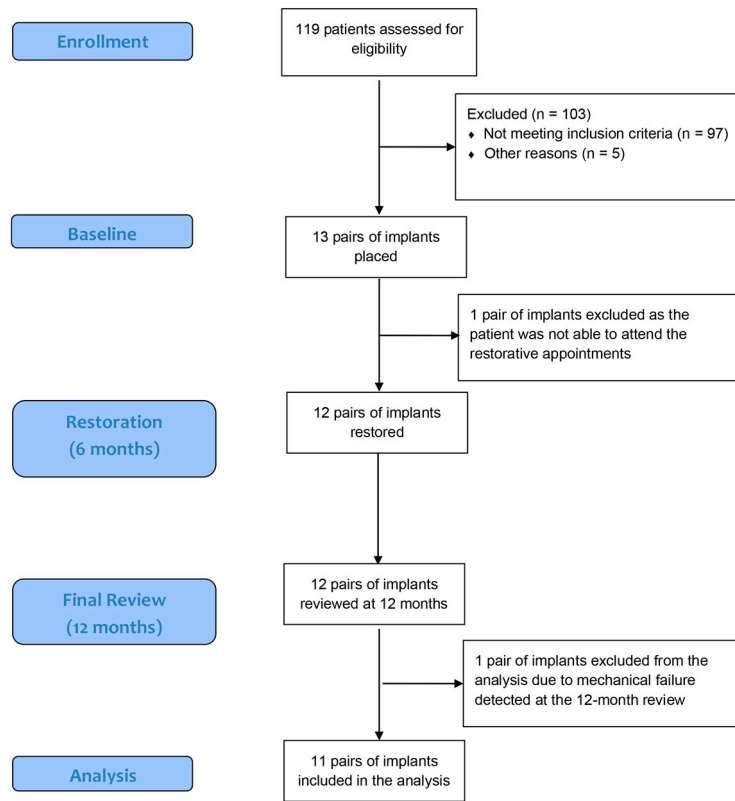 Enrollment
119 patients assessed for
eligibility
Excluded (n = 103)
♦ Not meeting inclusion criteria (n = 97)
♦ Other reasons (n = 5)
Baseline
13 pairs of implants
placed
1 pair of implants excluded as the
patient was not able to attend the
restorative appointments
Restoration
(6 months)
12 pairs of implants
restored
Final Review
(12 months)
12 pairs of implants
reviewed at 12 months
1 pair of implants excluded from the
analysis due to mechanical failure
detected at the 12-month review
Analysis
11 pairs of implants
included in the analysis